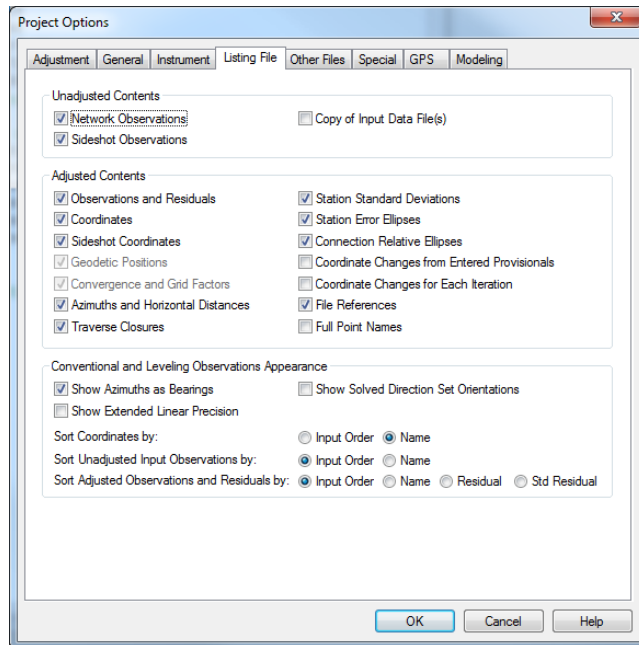 Project Options
Adjustment General Instrument Listing File Other Files Special GPS Modeling
Unadjusted Contents
Network Observations Copy of Input Data File(s)
Sideshot Observations
Adjusted Contents
Observations and Residuals Station Standard Deviations
Coordinates Station Error Ellipses
Sideshot Coordinates Connection Relative Ellipses
Geodetic Positions Coordinate Changes from Entered Provisionals
Convergence and Grid Factors Coordinate Changes for Each Iteration
Azimuths and Horizontal Distances File References
Traverse Closures Full Point Names
Conventional and Leveling Observations Appearance
Show Azimuths as Bearings Show Solved Direction Set Orientations
Show Extended Linear Precision
Sort Coordinates by: Input Order Name
Sort Unadjusted Input Observations by: Input Order Name
Sort Adjusted Observations and Residuals by: Input Order Name Residual Std Residual
OK Cancel Help